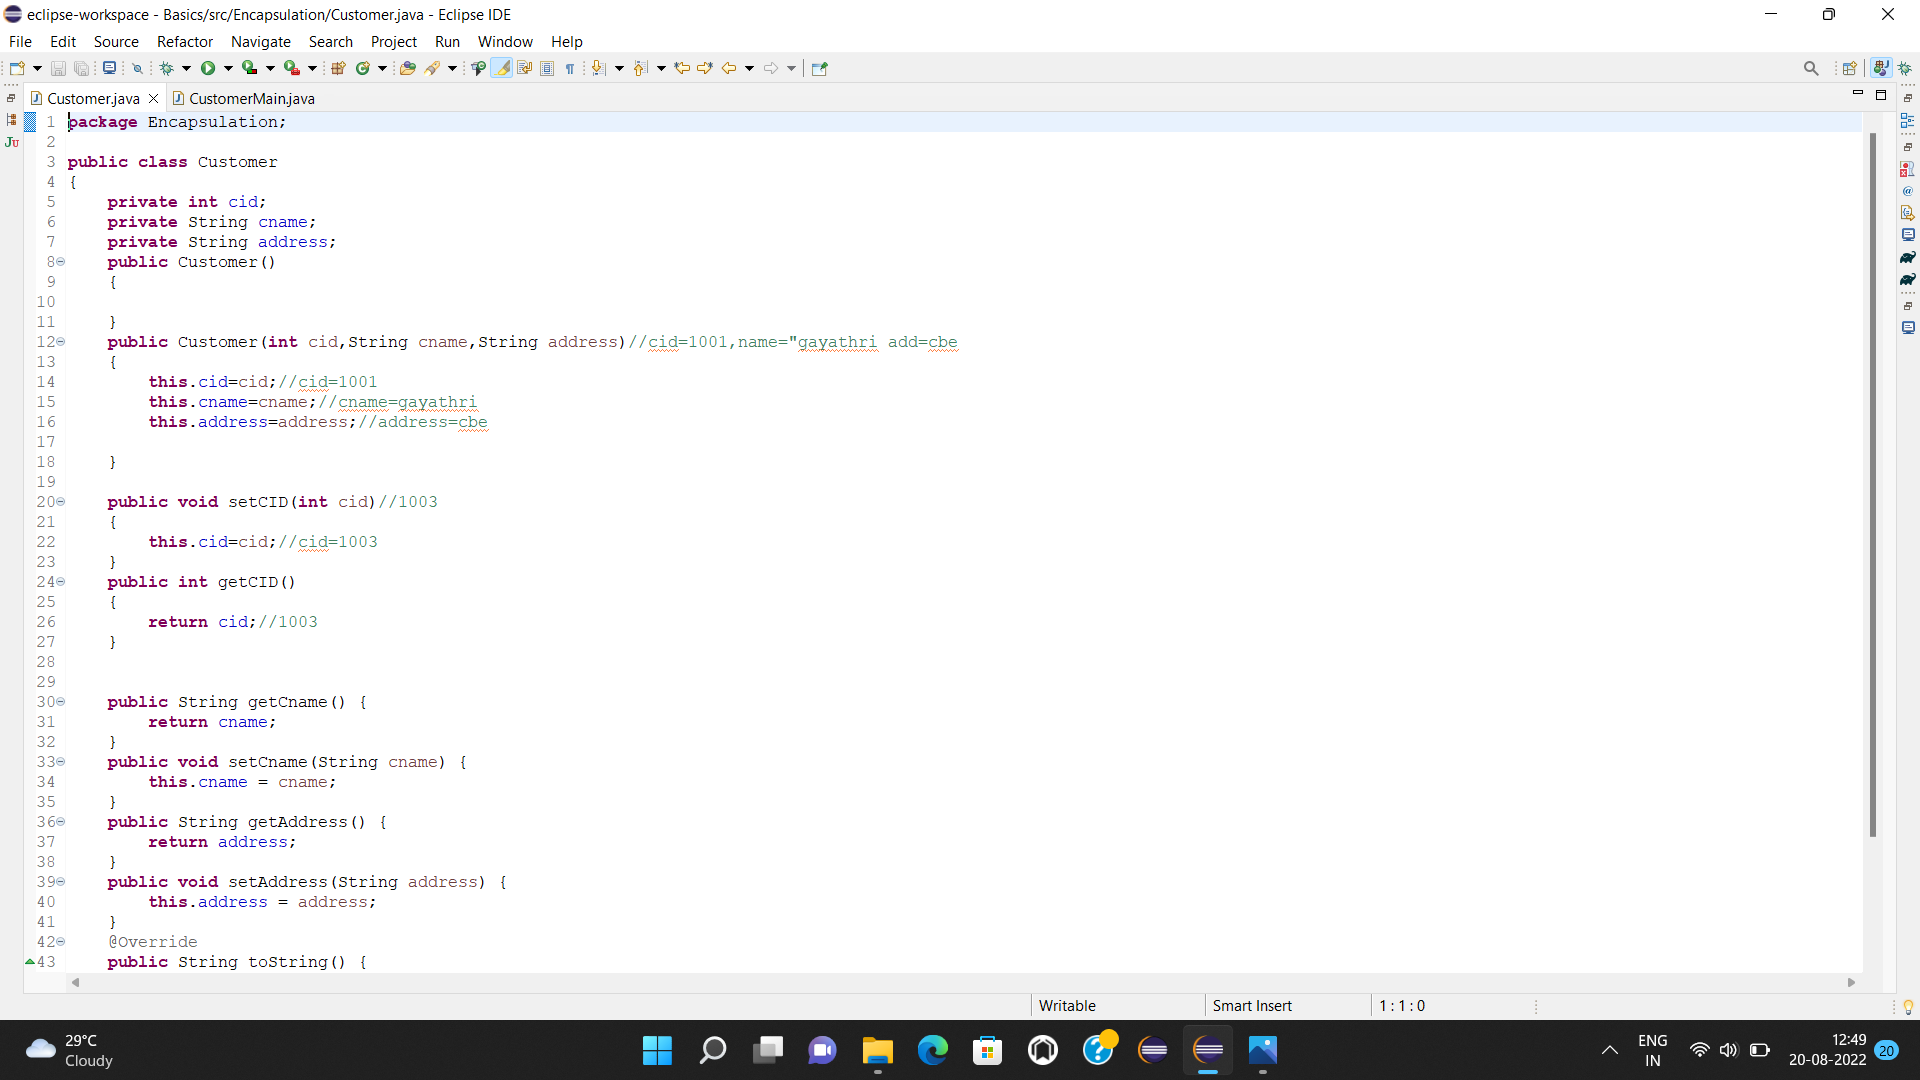 eclipse-workspace - Basics/src/Encapsulation/Customer.java - Eclipse IDE
File Edit Source Refactor Navigate Search Project Run Window Help
Customer.java CustomerMain.java
1 package Encapsulation;
2
3 public class Customer
4 {
5 private int cid;
6 private String cname;
7 private String address;
8 public Customer()
9 {
10
11 }
12 public Customer(int cid,String cname,String address)//cid=1001,name="gayathri add=cbe
13 {
14 this.cid=cid;//cid=1001
15 this.cname=cname;//cname=gayathri
16 this.address=address;//address=cbe
17
18 }
19
20 public void setCID(int cid)//1003
21 {
22 this.cid=cid;//cid=1003
23 }
24 public int getCID()
25 {
26 return cid;//1003
27 }
28
29
30 public String getCname() {
31 return cname;
32 }
33 public void setCname(String cname) {
34 this.cname = cname;
35 }
36 public String getAddress() {
37 return address;
38 }
39 public void setAddress(String address) {
40 this.address = address;
41 }
42 @Override
43 public String toString() {
Writable Smart Insert 1 : 1 : 0
29°C
Cloudy
ENG
IN
12:49
20-08-2022
20